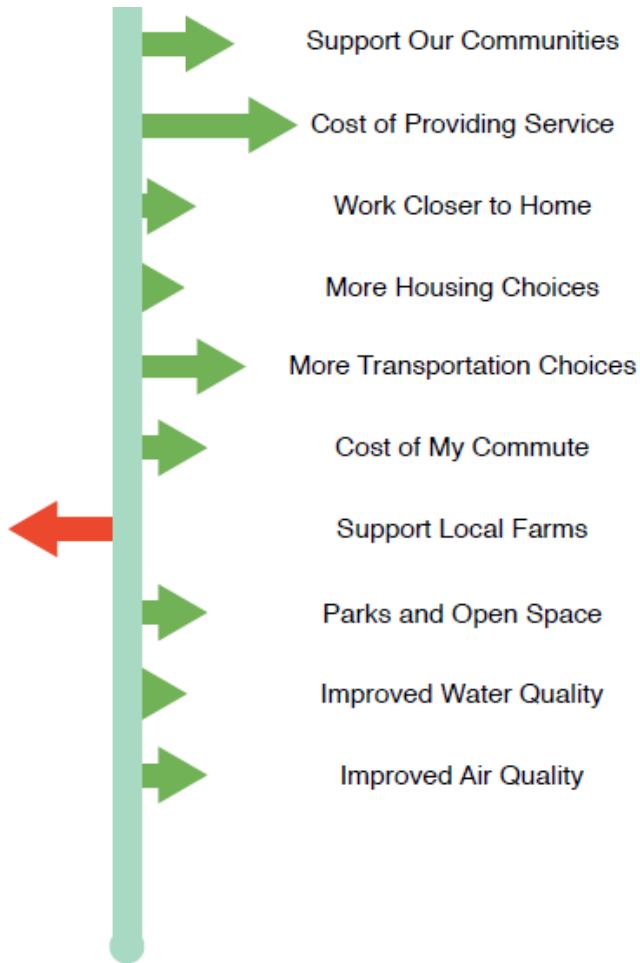 Support Our Communities
Cost of Providing Service
Work Closer to Home
More Housing Choices
More Transportation Choices
Cost of My Commute
Support Local Farms
Parks and Open Space
Improved Water Quality
Improved Air Quality